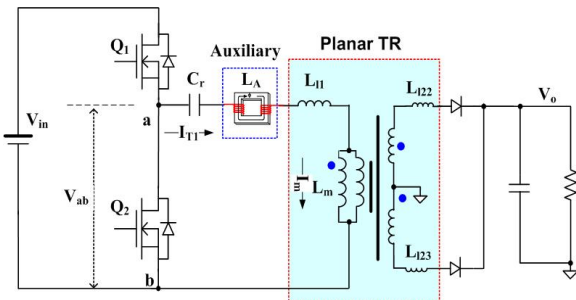 Planar TR
Auxiliary
Q1
Cr
LA
Ll1
Ll22
Vo
Vin
a
IT1
Vab
Im
Lm
Q2
Ll23
b